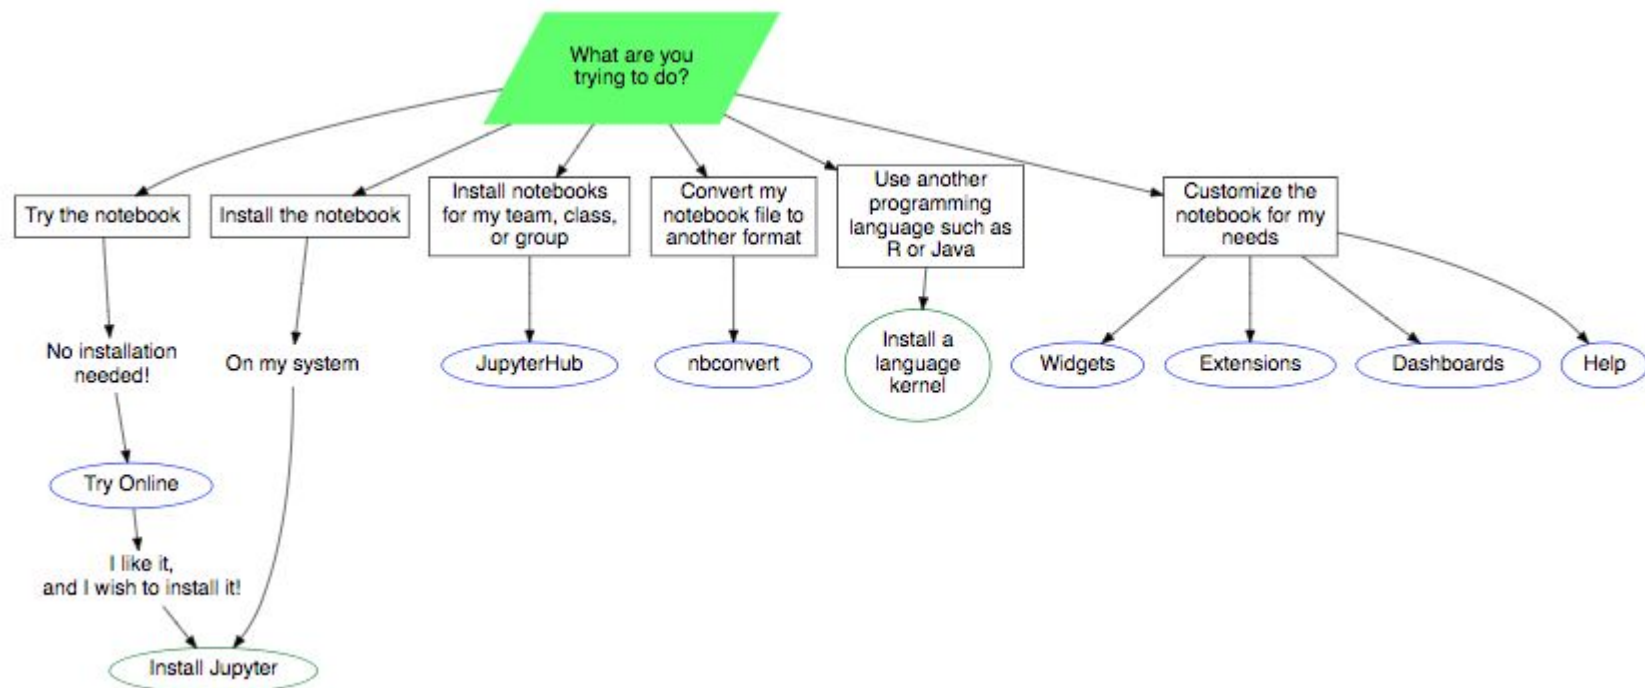 What are you
trying to do?
Try the notebook
Install the notebook
Install notebooks
for my team, class,
or group
Convert my
notebook file to
another format
Use another
programming
language such as
R or Java
Customize the
notebook for my
needs
No installation
needed!
On my system
JupyterHub
nbconvert
Install a
language
kernel
Widgets
Extensions
Dashboards
Help
Try Online
I like it,
and I wish to install it!
Install Jupyter